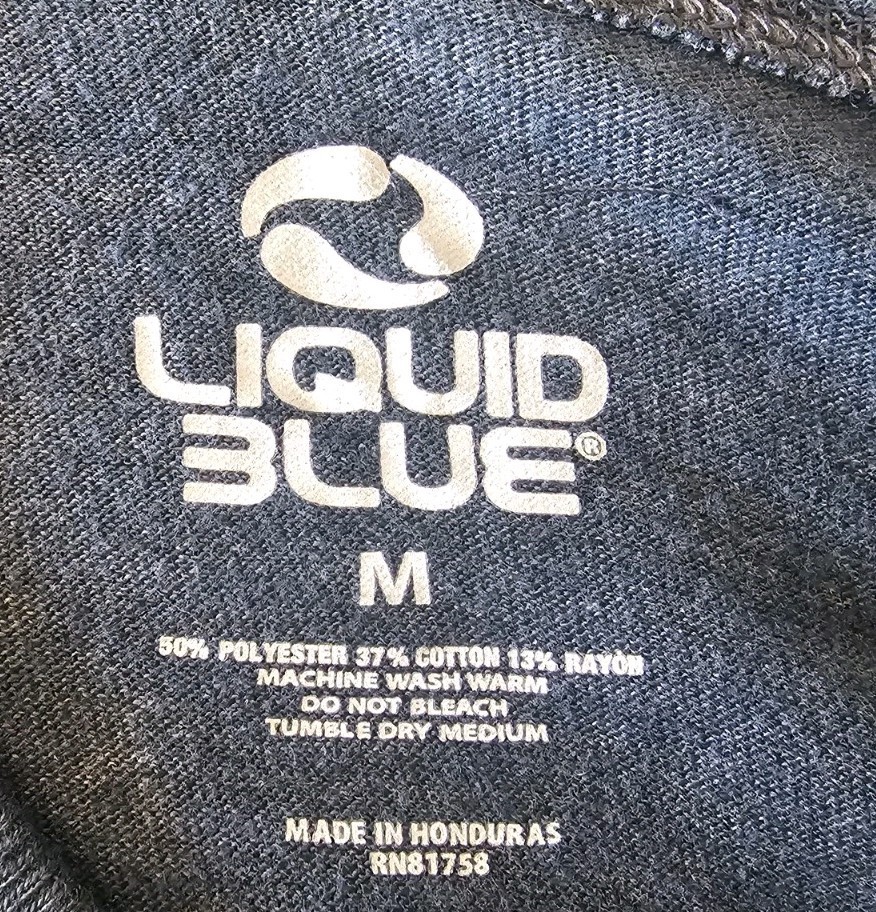 LIQUID
BLUE®
M
50% POLYESTER 37% COTTON 13% RAYON
MACHINE WASH WARM
DO NOT BLEACH
TUMBLE DRY MEDIUM
MADE IN HONDURAS
RN81758